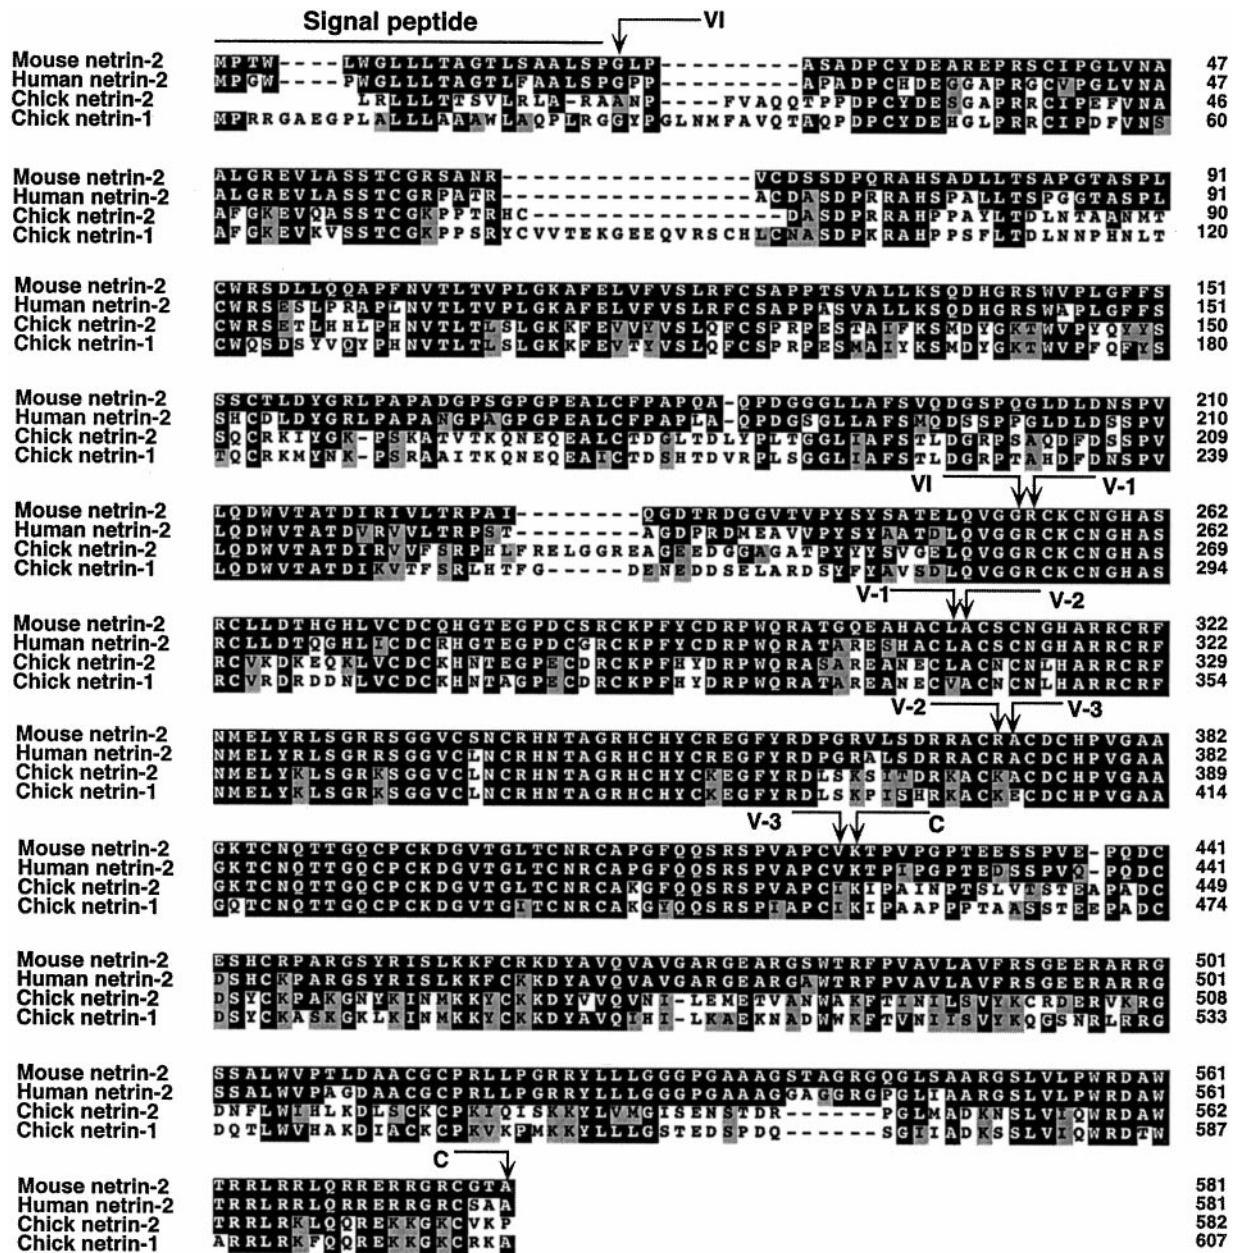 Signal peptide VI
Mouse netrin-2 MPTW----LWGLLLTAGTLSAALSPGLP---------ASADPCYDEAREPRSCIPGLVNA 47
Human netrin-2 MPGW----PWGLLLTAGTLFAALSPGPP---------APADPCHDEGGAPRGCVPGLVNA 47
Chick netrin-2 LRLLLLTTSVLRLA-RAANP----FVAQQTPPDPCYDESGAPRRCIPEFVNA 46
Chick netrin-1 MPRRGAEGPLALLLAAAWLAQPLRGGYPGLNMFAVQTAQPDPCYDEHGLPRRCIPDFVNS 60
Mouse netrin-2 ALGREVLASSTCGRSANR----------------VCDSSDPQRAHSADLLTSAPGTASPL 91
Human netrin-2 ALGREVLASSTCGRPATR----------------ACDASDPRRAHSPALLTSPGGTASPL 91
Chick netrin-2 AFGKEVQASSTCGKPPTRHC----------------DASDPRRAHPPAYLTDLNTAANMT 90
Chick netrin-1 AFGKEVKVSSTCGKPPSRYCVVTEKGEEQVRSCHLCNASDPKRAHPPSFLTDLNNPHNLT 120
Mouse netrin-2 CWRSDLLQQAPFNVTLTVPLGKAFELVFVSLRFCSAPPTSVALLKSQDHGRSWVPLGFFS 151
Human netrin-2 CWRSESLPRAPLNVTLTVPLGKAFELVFVSLRFCSAPPASVALLKSQDHGRSWAPLGFFS 151
Chick netrin-2 CWRSETLHHLPHNVTLTLSLGKKFEVVYVSLQFCSPRPESTAIFKSMDYGKTWVPYQYYS 150
Chick netrin-1 CWQSDSYVQYPHNVTLTLSLGKKFEVTYVSLQFCSPRPESMAIYKSMDYGKTWVPFQFYS 180
Mouse netrin-2 SSCTLDYGRLPAPADGPSGPGPEALCFPAPQA-QPDGGGLLAFSVQDGSPQGLDLDNSPV 210
Human netrin-2 SHCDLDYGRLPAPANGPAGPGPEALCFPAPLA-QPDGSGLLAFSMQDSSPPGLDLDSSPV 210
Chick netrin-2 SQCRKIYGK-PSKATVTKQNEQEALCTDGLTDLYPLTGGLIAFSTLDGRPSAQDFDSSPV 209
Chick netrin-1 TQCRKMYNK-PSRAAITKQNEQEAICTDSHTDVRPLSGGLIAFSTLDGRPTAHDFDNSPV 239
VI V-1
Mouse netrin-2 LQDWVTATDIRIVLTRPAI--------QGDTRDGGVTVPYSYSATELQVGGRCKCNGHAS 262
Human netrin-2 LQDWVTATDVRVVLTRPST--------AGDPRDMEAVVPYSYAATDLQVGGRCKCNGHAS 262
Chick netrin-2 LQDWVTATDIRVVFSRPHLFRELGGREAGEEDGGAGATPYYYSVGELQVGGRCKCNGHAS 269
Chick netrin-1 LQDWVTATDIKVTFSRLHTFG-----DENEDDSELARDSYFYAVSDLQVGGRCKCNGHAS 294
V-1 V-2
Mouse netrin-2 RCLLDTHGHLVCDCQHGTEGPDCSRCKPFYCDRPWQRATGQEAHACLACSCNGHARRCRF 322
Human netrin-2 RCLLDTQGHLICDCRHGTEGPDCGRCKPFYCDRPWQRATARESHACLACSCNGHARRCRF 322
Chick netrin-2 RCVKDKEQKLVCDCKHNTEGPECDRCKPFHYDRPWQRASAREANECLACNCNLHARRCRF 329
Chick netrin-1 RCVRDRDDNLVCDCKHNTAGPECDRCKPFHYDRPWQRATAREANECVACNCNLHARRCRF 354
V-2 V-3
Mouse netrin-2 NMELYRLSGRRSGGVCSNCRHNTAGRHCHYCREGFYRDPGRVLSDRRACRACDCHPVGAA 382
Human netrin-2 NMELYRLSGRRSGGVCLNCRHNTAGRHCHYCREGFYRDPGRALSDRRACRACDCHPVGAA 382
Chick netrin-2 NMELYKLSGRKSGGVCLNCRHNTAGRHCHYCKEGFYRDLSKSITDRKACKACDCHPVGAA 389
Chick netrin-1 NMELYKLSGRKSGGVCLNCRHNTAGRHCHYCKEGFYRDLSKPISHRKACKECDCHPVGAA 414
V-3 C
Mouse netrin-2 GKTCNQTTGQCPCKDGVTGLTCNRCAPGFQQSRSPVAPCVKTPVPGPTEESSPVE-PQDC 441
Human netrin-2 GKTCNQTTGQCPCKDGVTGLTCNRCAPGFQQSRSPVAPCVKTPIPGPTEDSSPVQ-PQDC 441
Chick netrin-2 GKTCNQTTGQCPCKDGVTGLTCNRCAKGFQQSRSPVAPCIKIPAINPTSLVTSTEAPADC 449
Chick netrin-1 GQTCNQTTGQCPCKDGVTGITCNRCAKGYQQSRSPIAPCIKIPAAPPPTAASSTEEPADC 474
Mouse netrin-2 ESHCRPARGSYRISLKKFCRKDYAVQVAVGARGEARGSWTRFPVAVLAVFRSGEERARRG 501
Human netrin-2 DSHCKPARGSYRISLKKFCKKDYAVQVAVGARGEARGAWTRFPVAVLAVFRSGEERARRG 501
Chick netrin-2 DSYCKPAKGNYKINMKKYCKKDYVVQVNI-LEMETVANWAKFTINILSVYKCRDERVKRG 508
Chick netrin-1 DSYCKASKGKLKINMKKYCKKDYAVQIHI-LKAEKNADWWKFTVNIISVYKQGSNRLRRG 533
Mouse netrin-2 SSALWVPTLDAACGCPRLLPGRRYLLLGGGPGAAAGSTAGRGQGLSAARGSLVLPWRDAW 561
Human netrin-2 SSALWVPAGDAACGCPRLLPGRRYLLLGGGPGAAAGGAGGRGPGLIAARGSLVLPWRDAW 561
Chick netrin-2 DNFLWIHLKDLSCKCPKIQISKKYLVMGISENSTDR------PGLMADKNSLVIQWRDAW 562
Chick netrin-1 DQTLWVHAKDIACKCPKVKPMKKYLLLGSTEDSPDQ------SGIIADKSSLVIQWRDTW 587
C
Mouse netrin-2 TRRLRRLQRRERRGRCGTA 581
Human netrin-2 TRRLRRLQRRERRGRCSAA 581
Chick netrin-2 TRRLRKLQQREKKGKCVKP 582
Chick netrin-1 ARRLRKFQQREKKGKCRKA 607